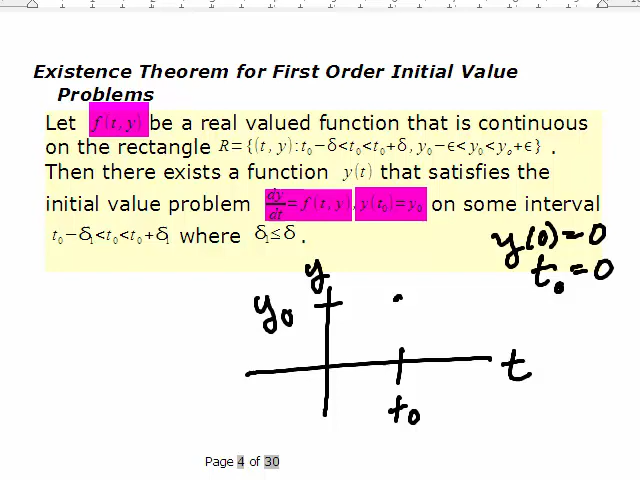 Existence Theorem for First Order Initial Value
Problems
Let f(t,y) be a real valued function that is continuous
on the rectangle R={(t,y):t₀−δ<t₀<t₀+δ,y₀−ϵ<y₀<yₒ+ϵ} .
Then there exists a function y(t) that satisfies the
initial value problem dy/dt=f(t,y),y(t₀)=y₀ on some interval
t₀−δ₁<t₀<t₀+δ₁ where δ₁≤δ .
y(0)=0
t₀=0
y
y₀
t
t₀
Page 4 of 30